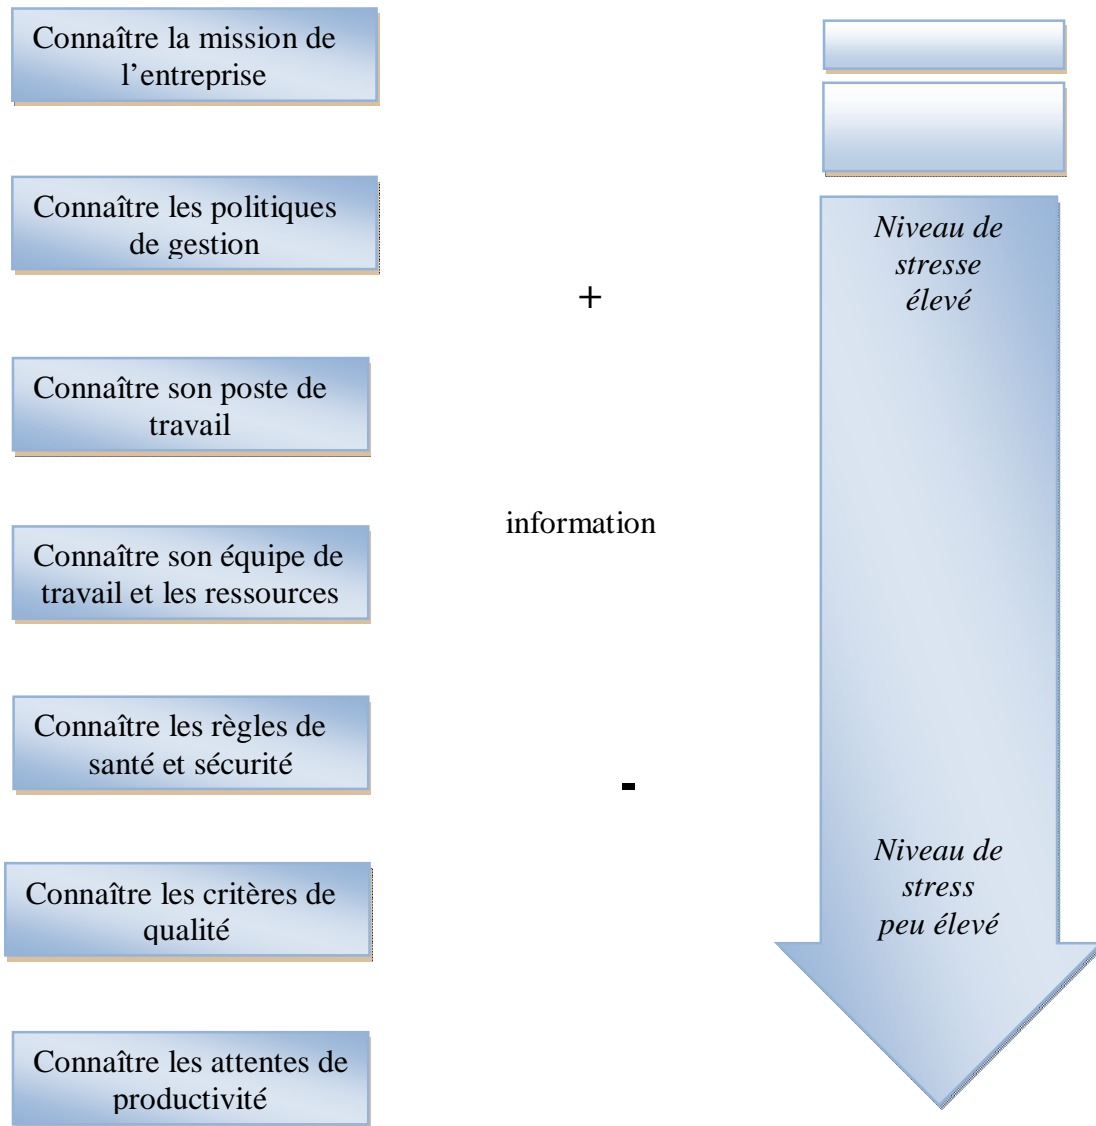 Connaître la mission de
l’entreprise
Connaître les politiques
de gestion
Connaître son poste de
travail
Connaître son équipe de
travail et les ressources
Connaître les règles de
santé et sécurité
Connaître les critères de
qualité
Connaître les attentes de
productivité
+
information
-
Niveau de
stresse
élevé
Niveau de
stress
peu élevé